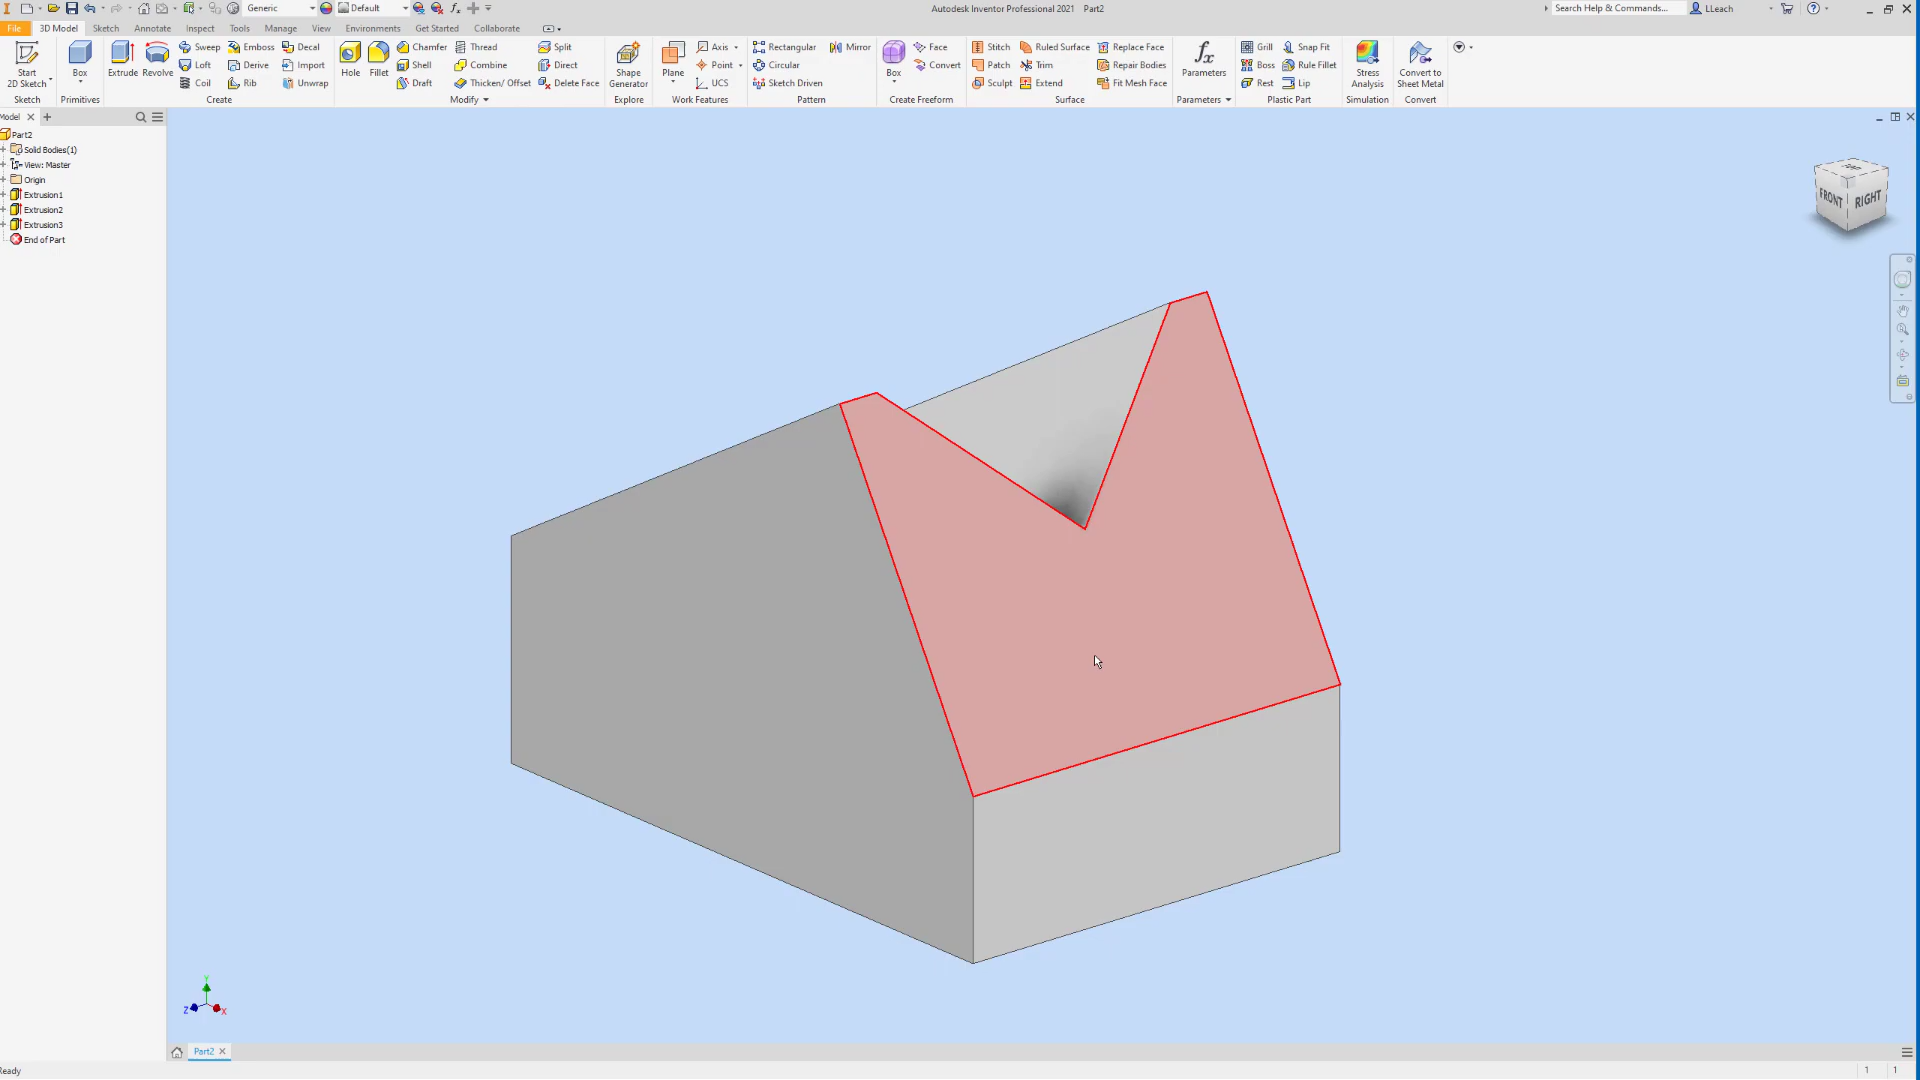 Generic Default Autodesk Inventor Professional 2021 Part2 Search Help & Commands... LLeach
File 3D Model Sketch Annotate Inspect Tools Manage View Environments Get Started Collaborate
Start
2D Sketch
Sketch
Box
Primitives
Extrude Revolve
Sweep Emboss Decal
Loft Derive Import
Coil Rib Unwrap
Create
Hole Fillet
Chamfer Thread Split
Shell Combine Direct
Draft Thicken/ Offset Delete Face
Modify
Shape
Generator
Explore
Plane
Axis
Point
UCS
Work Features
Rectangular Mirror
Circular
Sketch Driven
Pattern
Box
Face
Convert
Create Freeform
Stitch Ruled Surface Replace Face
Patch Trim Repair Bodies
Sculpt Extend Fit Mesh Face
Surface
fx
Parameters
Parameters
Grill Snap Fit
Boss Rule Fillet
Rest Lip
Plastic Part
Stress
Analysis
Simulation
Convert to
Sheet Metal
Convert
Model
Part2
Solid Bodies(1)
View: Master
Origin
Extrusion1
Extrusion2
Extrusion3
End of Part
TOP
FRONT RIGHT
Y
Z X
Part2
Ready 1 1